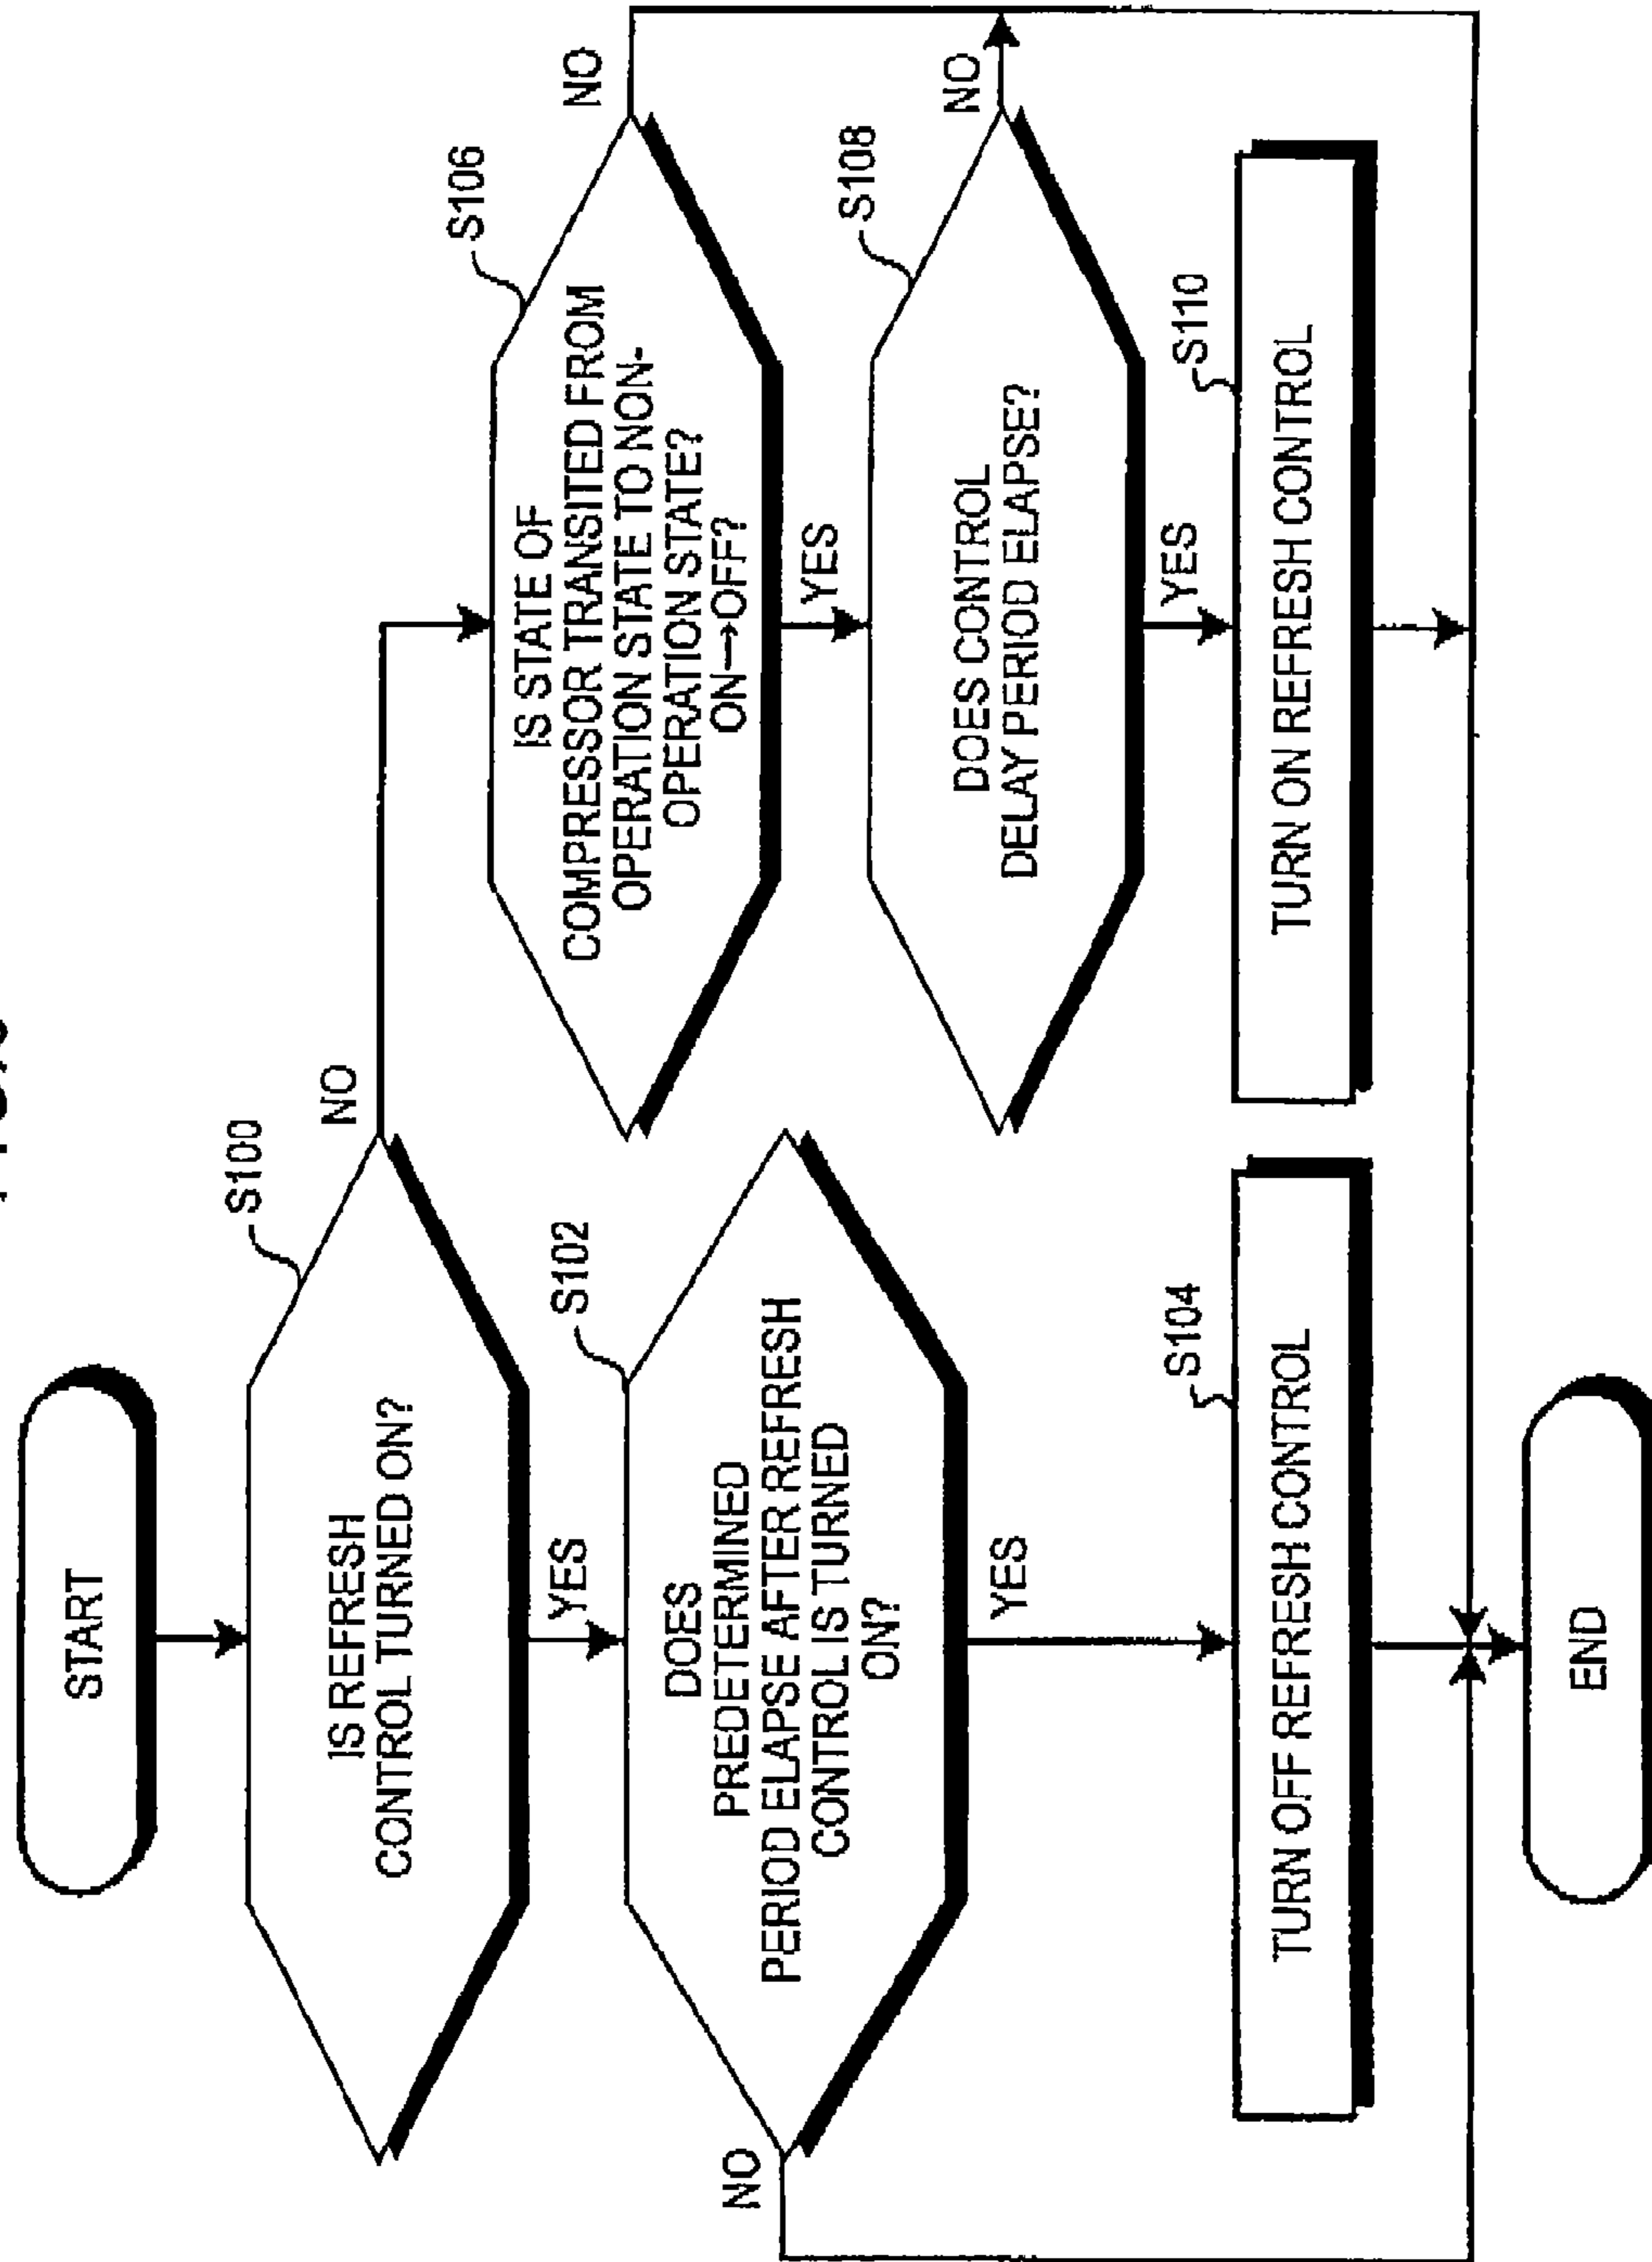 START
S100
IS REFRESH
CONTROL TURNED ON?
NO
YES
S102
DOES
PREDETERMINED
PERIOD ELAPSE AFTER REFRESH
CONTROL IS TURNED
ON?
NO
YES
S104
TURN OFF REFRESH CONTROL
S106
IS STATE OF
COMPRESSOR TRANSITED FROM
OPERATION STATE TO NON-
OPERATION STATE?
ON→OFF?
NO
YES
S108
DOES CONTROL
DELAY PERIOD ELAPSE?
NO
YES
S110
TURN ON REFRESH CONTROL
END